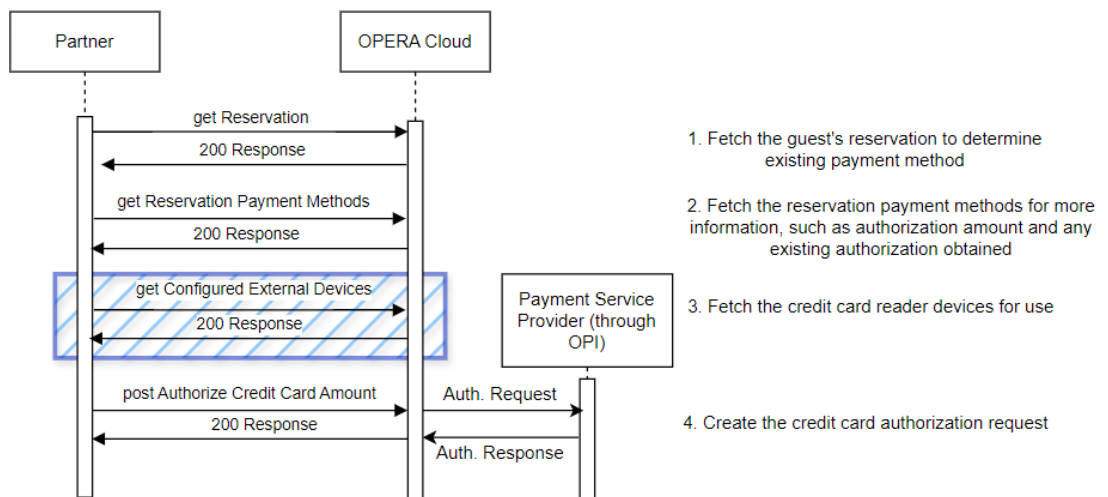 Partner
OPERA Cloud
get Reservation
200 Response
1. Fetch the guest's reservation to determine
existing payment method
get Reservation Payment Methods
200 Response
2. Fetch the reservation payment methods for more
information, such as authorization amount and any
existing authorization obtained
get Configured External Devices
200 Response
Payment Service
Provider (through
OPI)
3. Fetch the credit card reader devices for use
post Authorize Credit Card Amount
200 Response
Auth. Request
Auth. Response
4. Create the credit card authorization request